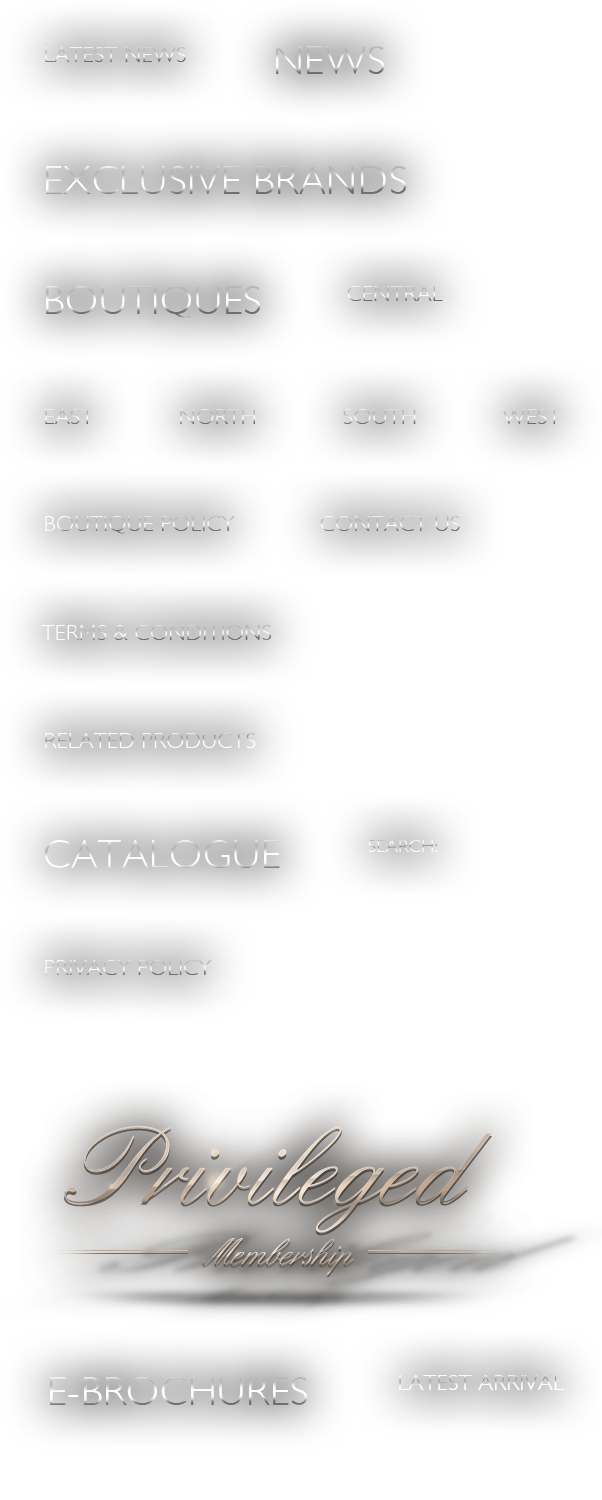 LATEST NEWS NEWS
EXCLUSIVE BRANDS
BOUTIQUES CENTRAL
EAST NORTH SOUTH WEST
BOUTIQUE POLICY CONTACT US
TERMS & CONDITIONS
RELATED PRODUCTS
CATALOGUE SEARCH:
PRIVACY POLICY
Privileged
Membership
E-BROCHURES LATEST ARRIVAL